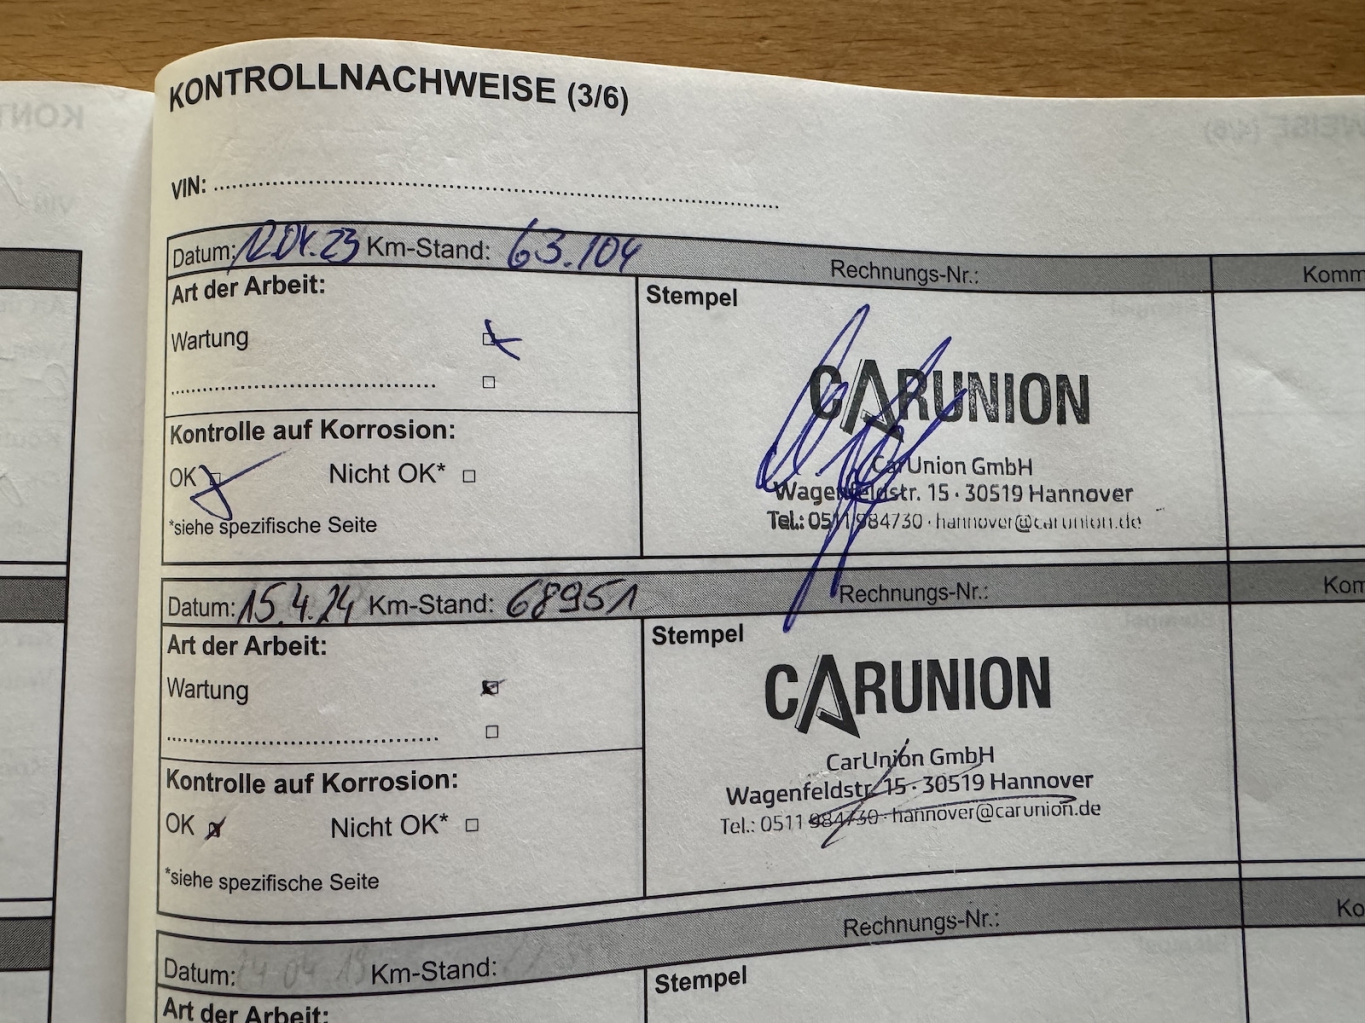 KONTROLLNACHWEISE (3/6)
VIN:
Datum: 12.04.23 Km-Stand: 63.104 Rechnungs-Nr.: Komm
Art der Arbeit:
Stempel
Wartung
CARUNION
Kontrolle auf Korrosion:
OK Nicht OK*
*siehe spezifische Seite
CarUnion GmbH
Wagenfeldstr. 15 · 30519 Hannover
Tel.: 0511 984730 · hannover@carunion.de
Datum: 15.4.24 Km-Stand: 68951 Rechnungs-Nr.: Kom
Art der Arbeit:
Stempel
Wartung
CARUNION
Kontrolle auf Korrosion:
OK Nicht OK*
*siehe spezifische Seite
CarUnion GmbH
Wagenfeldstr. 15 · 30519 Hannover
Tel.: 0511 984730 · hannover@carunion.de
Datum: Km-Stand: Rechnungs-Nr.: Ko
Art der Arbeit:
Stempel